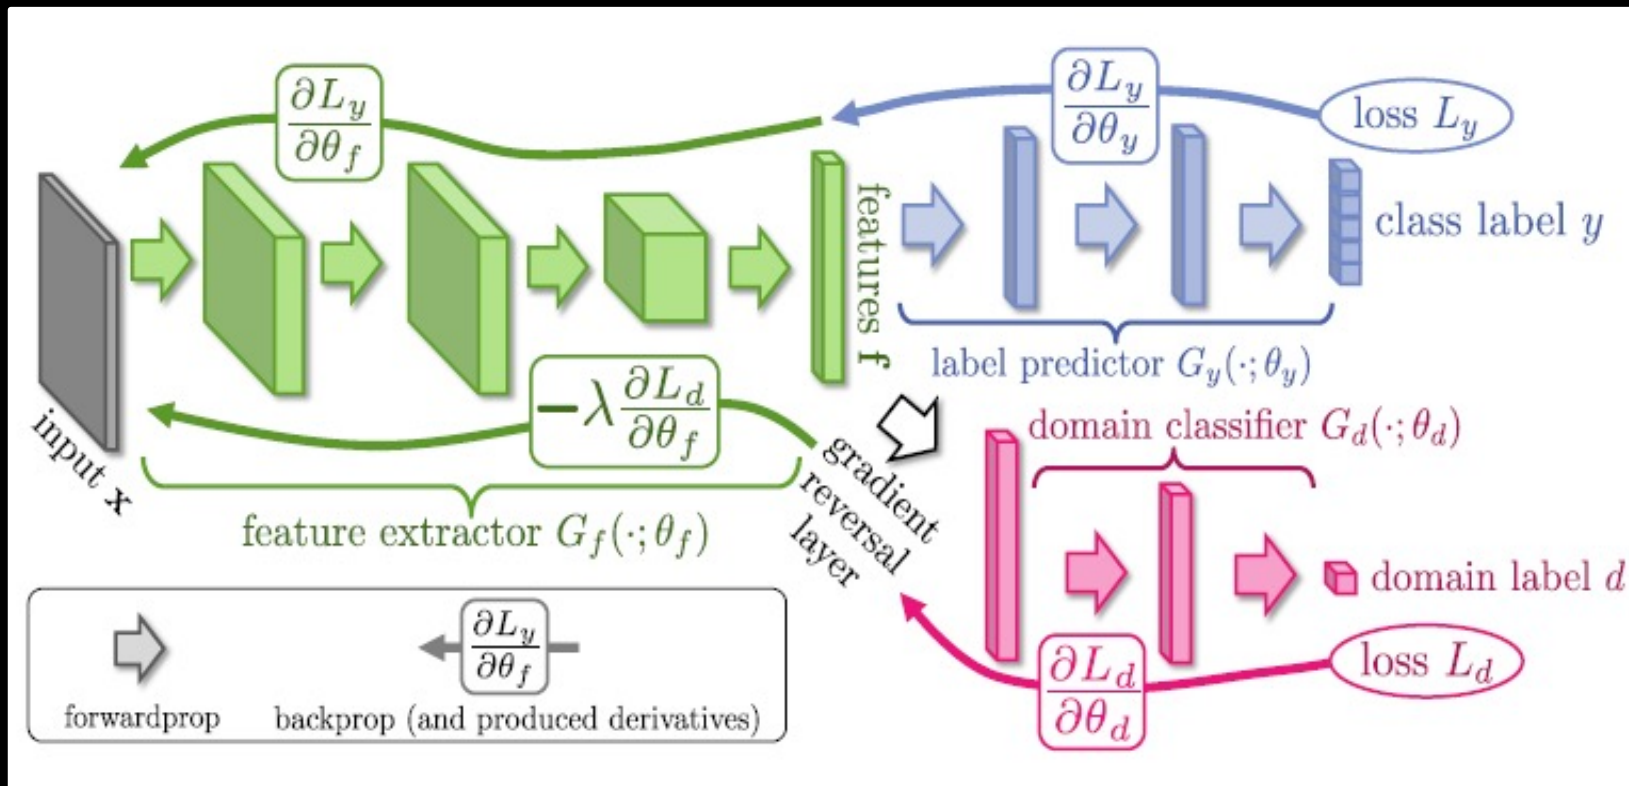 ∂L_y/∂θ_f
∂L_y/∂θ_y
loss L_y
features f
class label y
label predictor G_y(·; θ_y)
input x
−λ ∂L_d/∂θ_f
feature extractor G_f(·; θ_f)
gradient
reversal
layer
domain classifier G_d(·; θ_d)
domain label d
∂L_d/∂θ_d
loss L_d
∂L_y/∂θ_f
forwardprop
backprop (and produced derivatives)